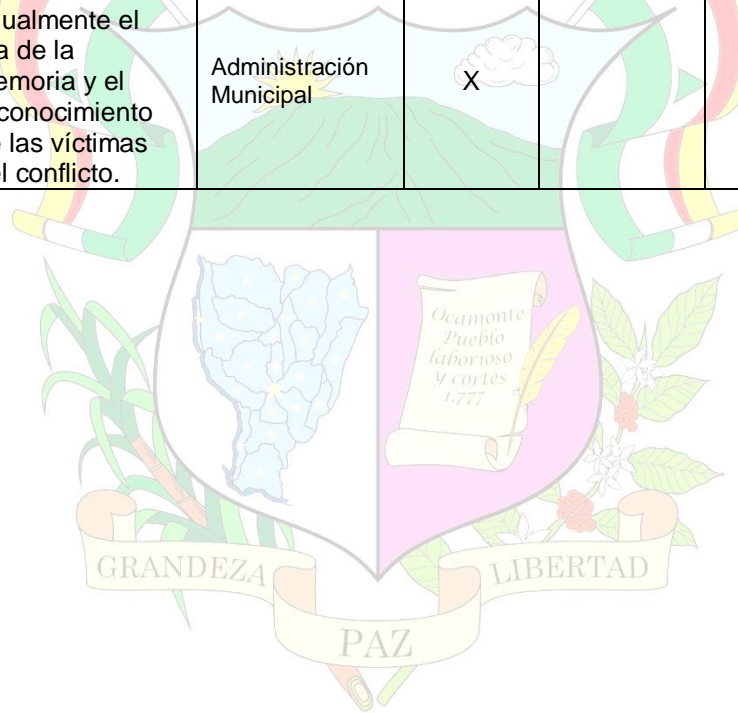 ualmente el
a de la
emoria y el
conocimiento
las víctimas
el conflicto.
Administración
Municipal
X
Ocamonte
Pueblo
laborioso
y cortés
1.777
GRANDEZA
LIBERTAD
PAZ